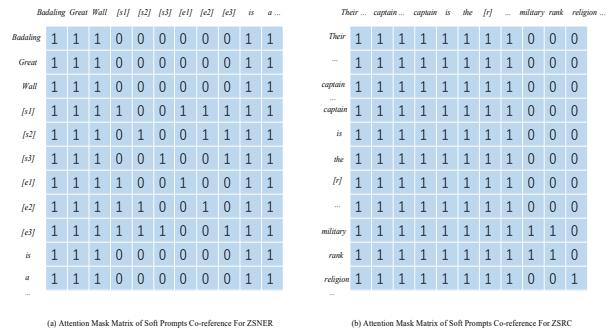 Badaling Great Wall [s1] [s2] [s3] [e1] [e2] [e3] is a ...
Badaling 1 1 1 0 0 0 0 0 0 1 1
Great 1 1 1 0 0 0 0 0 0 1 1
Wall 1 1 1 0 0 0 0 0 0 1 1
[s1] 1 1 1 1 0 0 1 1 1 1 1
[s2] 1 1 1 0 1 0 0 1 1 1 1
[s3] 1 1 1 0 0 1 0 0 1 1 1
[e1] 1 1 1 1 0 0 1 0 0 1 1
[e2] 1 1 1 1 1 0 0 1 0 1 1
[e3] 1 1 1 1 1 1 0 0 1 1 1
is 1 1 1 0 0 0 0 0 0 1 1
a 1 1 1 0 0 0 0 0 0 1 1
...
(a) Attention Mask Matrix of Soft Prompts Co-reference For ZSNER
Their ... captain ... captain is the [r] ... military rank religion ...
Their 1 1 1 1 1 1 1 1 0 0 0
... 1 1 1 1 1 1 1 1 0 0 0
captain 1 1 1 1 1 1 1 1 0 0 0
...
captain 1 1 1 1 1 1 1 1 0 0 0
is 1 1 1 1 1 1 1 1 0 0 0
the 1 1 1 1 1 1 1 1 0 0 0
[r] 1 1 1 1 1 1 1 1 0 0 0
... 1 1 1 1 1 1 1 1 0 0 0
military 1 1 1 1 1 1 1 1 1 1 0
rank 1 1 1 1 1 1 1 1 1 1 0
religion 1 1 1 1 1 1 1 1 0 0 1
...
(b) Attention Mask Matrix of Soft Prompts Co-reference For ZSRC